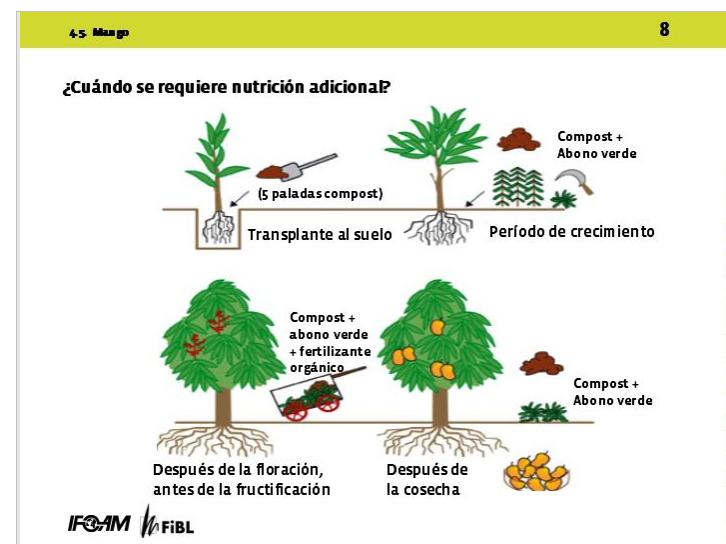 4.5. Mango
8
¿Cuándo se requiere nutrición adicional?
Compost +
Abono verde
(5 paladas compost)
Transplante al suelo
Período de crecimiento
Compost +
abono verde
+ fertilizante
orgánico
Compost +
Abono verde
Después de la floración,
antes de la fructificación
Después de
la cosecha
IFOAM
FiBL